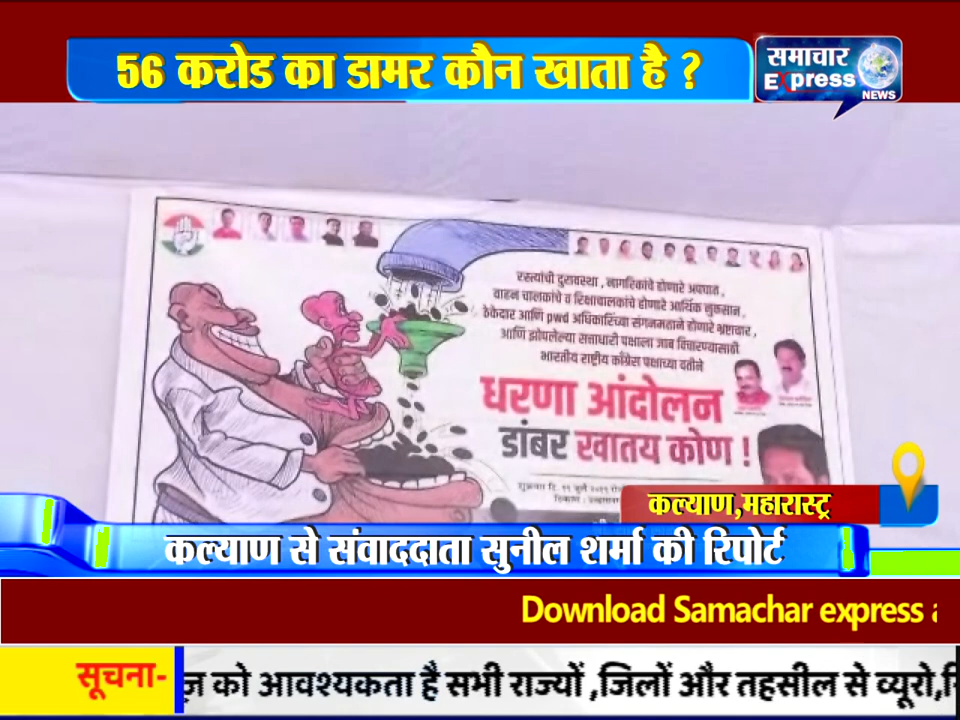 56 करोड का डामर कौन खाता है ?
समाचार
Express
NEWS
रस्त्यांची दुरावस्था , नागरिकांचे होणारे अपघात ,
वाहन चालकांचे व रिक्षाचालकांचे होणारे आर्थिक नुकसान ,
ठेकेदार आणि pwd अधिकारिंच्या संगनमताने होणारे भ्रष्टाचार ,
आणि झोपलेल्या सत्ताधारी पक्षाला जाब विचारण्यासाठी
भारतीय राष्ट्रीय काँग्रेस पक्षाच्या वतीने
धरणा आंदोलन
डांबर खातय कोण !
शुक्रवार दि. ११
कल्याण,महारास्ट्र
कल्याण से संवाददाता सुनील शर्मा की रिपोर्ट
Download Samachar express a
सूचना-
ज़ को आवश्यकता है सभी राज्यों ,जिलों और तहसील से व्यूरो,